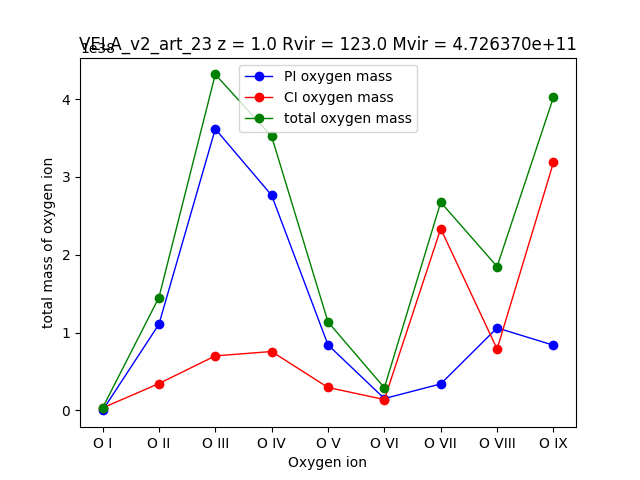 VELA_v2_art_23 z = 1.0 Rvir = 123.0 Mvir = 4.726370e+11
1e38
PI oxygen mass
CI oxygen mass
total oxygen mass
total mass of oxygen ion
4
3
2
1
0
O I O II O III O IV O V O VI O VII O VIII O IX
Oxygen ion